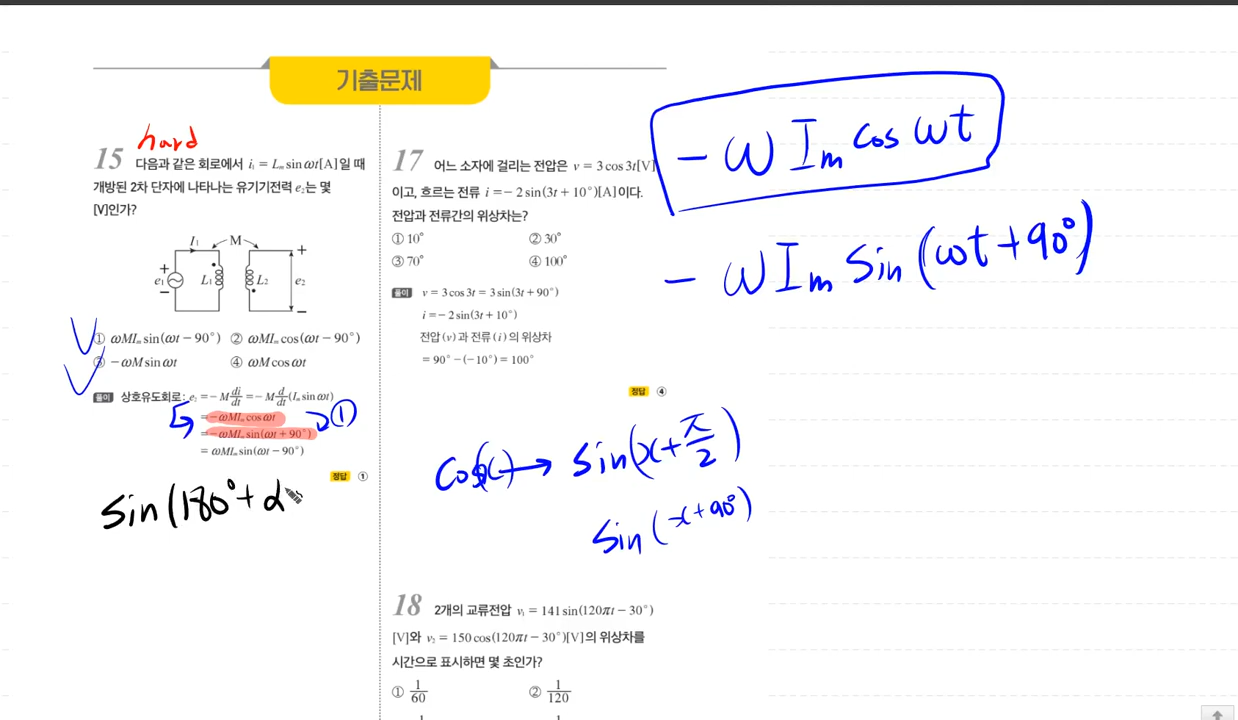 기출문제
hard
15 다음과 같은 회로에서 i₁ = Lₘ sin ωt[A]일 때
개방된 2차 단자에 나타나는 유기기전력 e₂는 몇
[V]인가?
I₁ M
+ +
e₁ L₁ L₂ e₂
− −
① ωMIₘ sin(ωt − 90°) ② ωMIₘ cos(ωt − 90°)
③ −ωM sin ωt ④ ωM cos ωt
풀이 상호유도회로: e₂ = −M di/dt = −M d/dt (Iₘ sin ωt)
= −ωMIₘ cos ωt
= −ωMIₘ sin(ωt + 90°)
= ωMIₘ sin(ωt − 90°)
①
정답 ①
sin(180°+α
17 어느 소자에 걸리는 전압은 v = 3 cos 3t[V]
이고, 흐르는 전류 i = −2 sin(3t + 10°)[A]이다.
전압과 전류간의 위상차는?
① 10° ② 30°
③ 70° ④ 100°
풀이 v = 3 cos 3t = 3 sin(3t + 90°)
i = −2 sin(3t + 10°)
전압(v)과 전류(i)의 위상차
= 90° − (−10°) = 100°
정답 ④
cos(x) → sin(x + π/2)
sin(x + 90°)
18 2개의 교류전압 v₁ = 141 sin(120πt − 30°)
[V]와 v₂ = 150 cos(120πt − 30°)[V]의 위상차를
시간으로 표시하면 몇 초인가?
① 1/60 ② 1/120
− ω Iₘ cos ωt
− ω Iₘ sin(ωt + 90°)